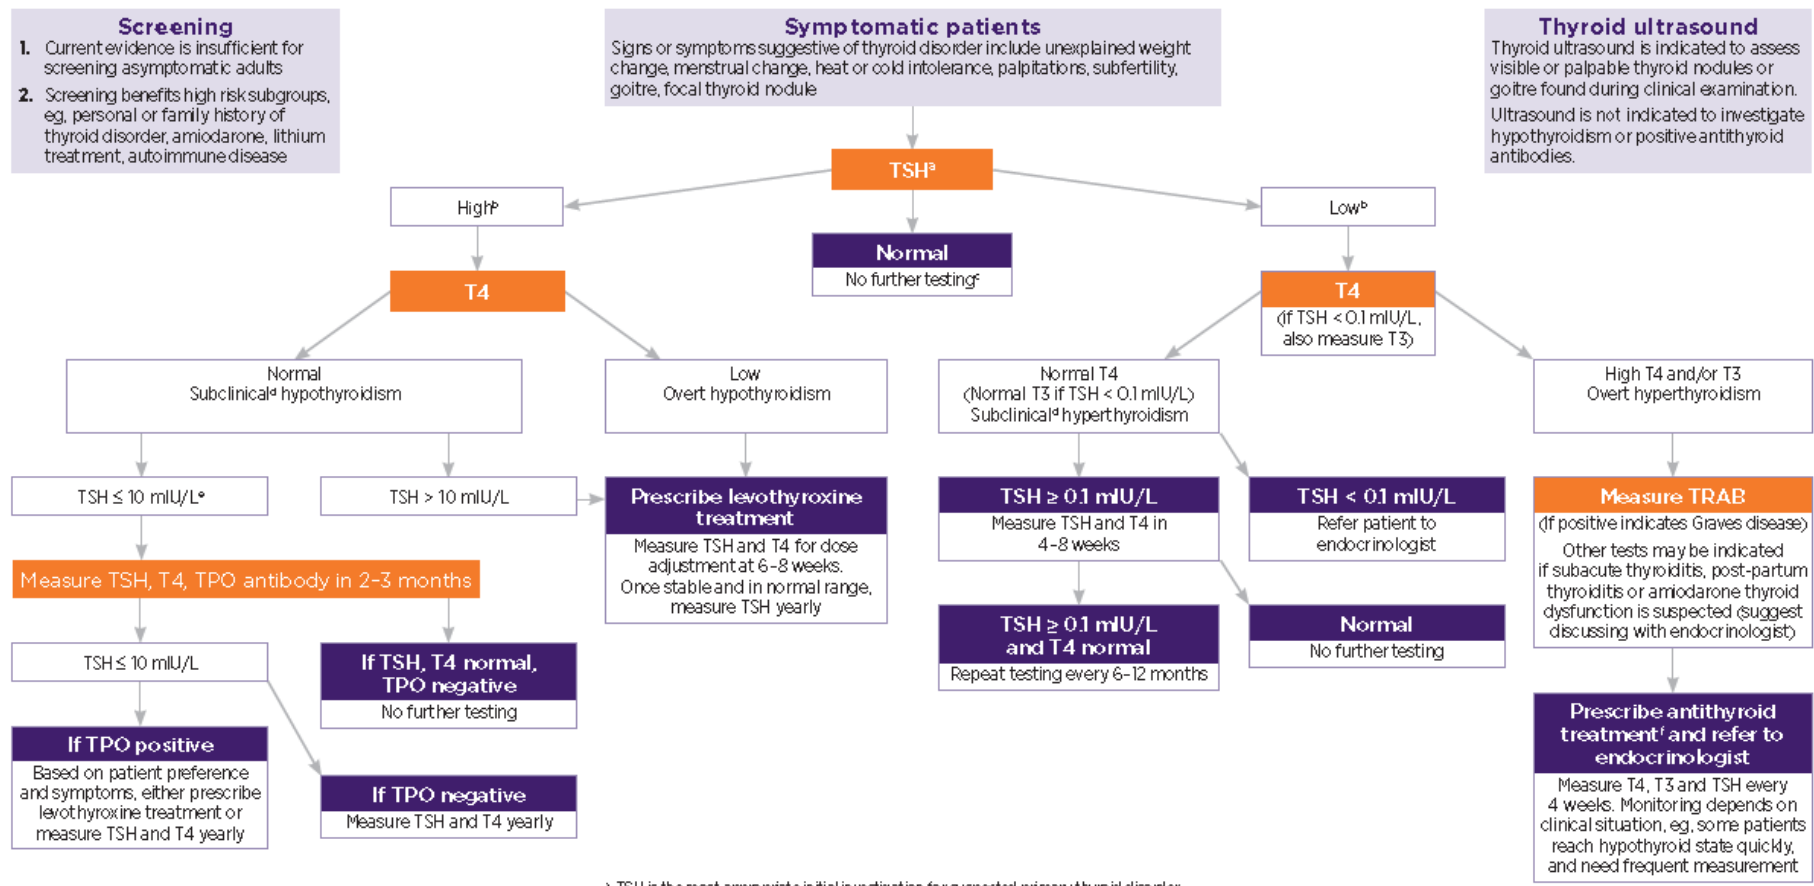 Screening
1. Current evidence is insufficient for
screening asymptomatic adults
2. Screening benefits high risk subgroups,
eg, personal or family history of
thyroid disorder, amiodarone, lithium
treatment, autoimmune disease
Symptomatic patients
Signs or symptoms suggestive of thyroid disorder include unexplained weight
change, menstrual change, heat or cold intolerance, palpitations, subfertility,
goitre, focal thyroid nodule
Thyroid ultrasound
Thyroid ultrasound is indicated to assess
visible or palpable thyroid nodules or
goitre found during clinical examination.
Ultrasound is not indicated to investigate
hypothyroidism or positive antithyroid
antibodies.
TSHᵃ
Highᵇ
Lowᵇ
Normal
No further testingᶜ
T4
T4
(if TSH < 0.1 mIU/L,
also measure T3)
Normal
Subclinicalᵈ hypothyroidism
Low
Overt hypothyroidism
Normal T4
(Normal T3 if TSH < 0.1 mIU/L)
Subclinicalᵈ hyperthyroidism
High T4 and/or T3
Overt hyperthyroidism
TSH ≤ 10 mIU/Lᵉ
TSH > 10 mIU/L
Prescribe levothyroxine
treatment
Measure TSH and T4 for dose
adjustment at 6-8 weeks.
Once stable and in normal range,
measure TSH yearly
TSH ≥ 0.1 mIU/L
Measure TSH and T4 in
4-8 weeks
TSH < 0.1 mIU/L
Refer patient to
endocrinologist
Measure TRAB
(If positive indicates Graves disease)
Other tests may be indicated
if subacute thyroiditis, post-partum
thyroiditis or amiodarone thyroid
dysfunction is suspected (suggest
discussing with endocrinologist)
Measure TSH, T4, TPO antibody in 2-3 months
TSH ≥ 0.1 mIU/L
and T4 normal
Repeat testing every 6-12 months
Normal
No further testing
TSH ≤ 10 mIU/L
If TSH, T4 normal,
TPO negative
No further testing
Prescribe antithyroid
treatmentᶠ and refer to
endocrinologist
Measure T4, T3 and TSH every
4 weeks. Monitoring depends on
clinical situation, eg, some patients
reach hypothyroid state quickly,
and need frequent measurement
If TPO positive
Based on patient preference
and symptoms, either prescribe
levothyroxine treatment or
measure TSH and T4 yearly
If TPO negative
Measure TSH and T4 yearly
TSH is the most appropriate initial investigation for suspected primary thyroid disorder